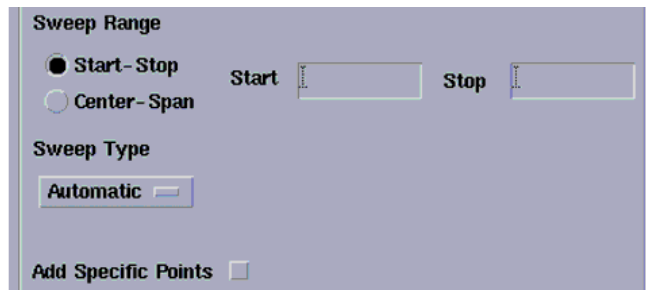 Sweep Range
Start-Stop
Start
Stop
Center-Span
Sweep Type
Automatic
Add Specific Points